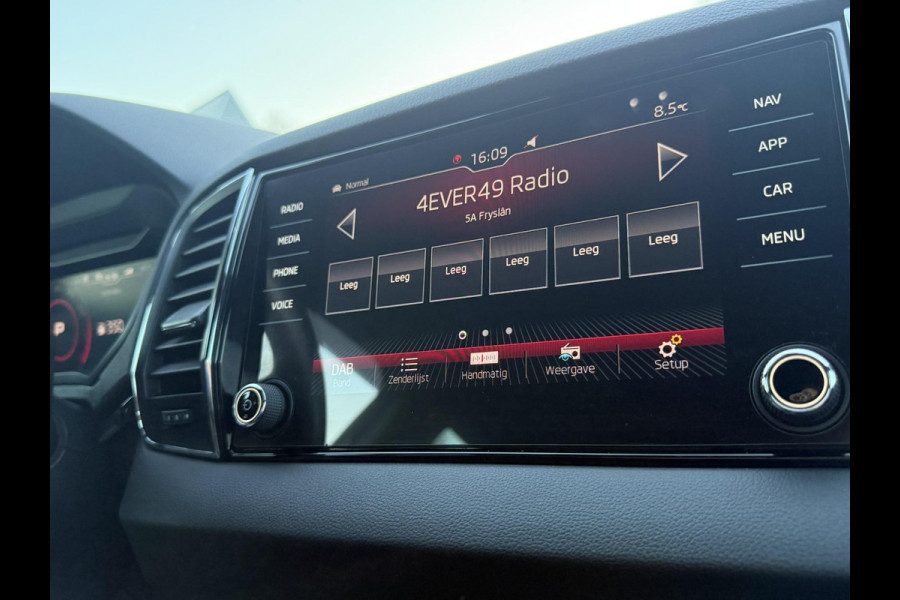 16:09
8.5°C
Normal
4EVER49 Radio
5A Fryslân
Leeg Leeg Leeg Leeg Leeg Leeg
DAB
Band
Zenderlijst
Handmatig
Weergave
Setup
RADIO
MEDIA
PHONE
VOICE
NAV
APP
CAR
MENU
P